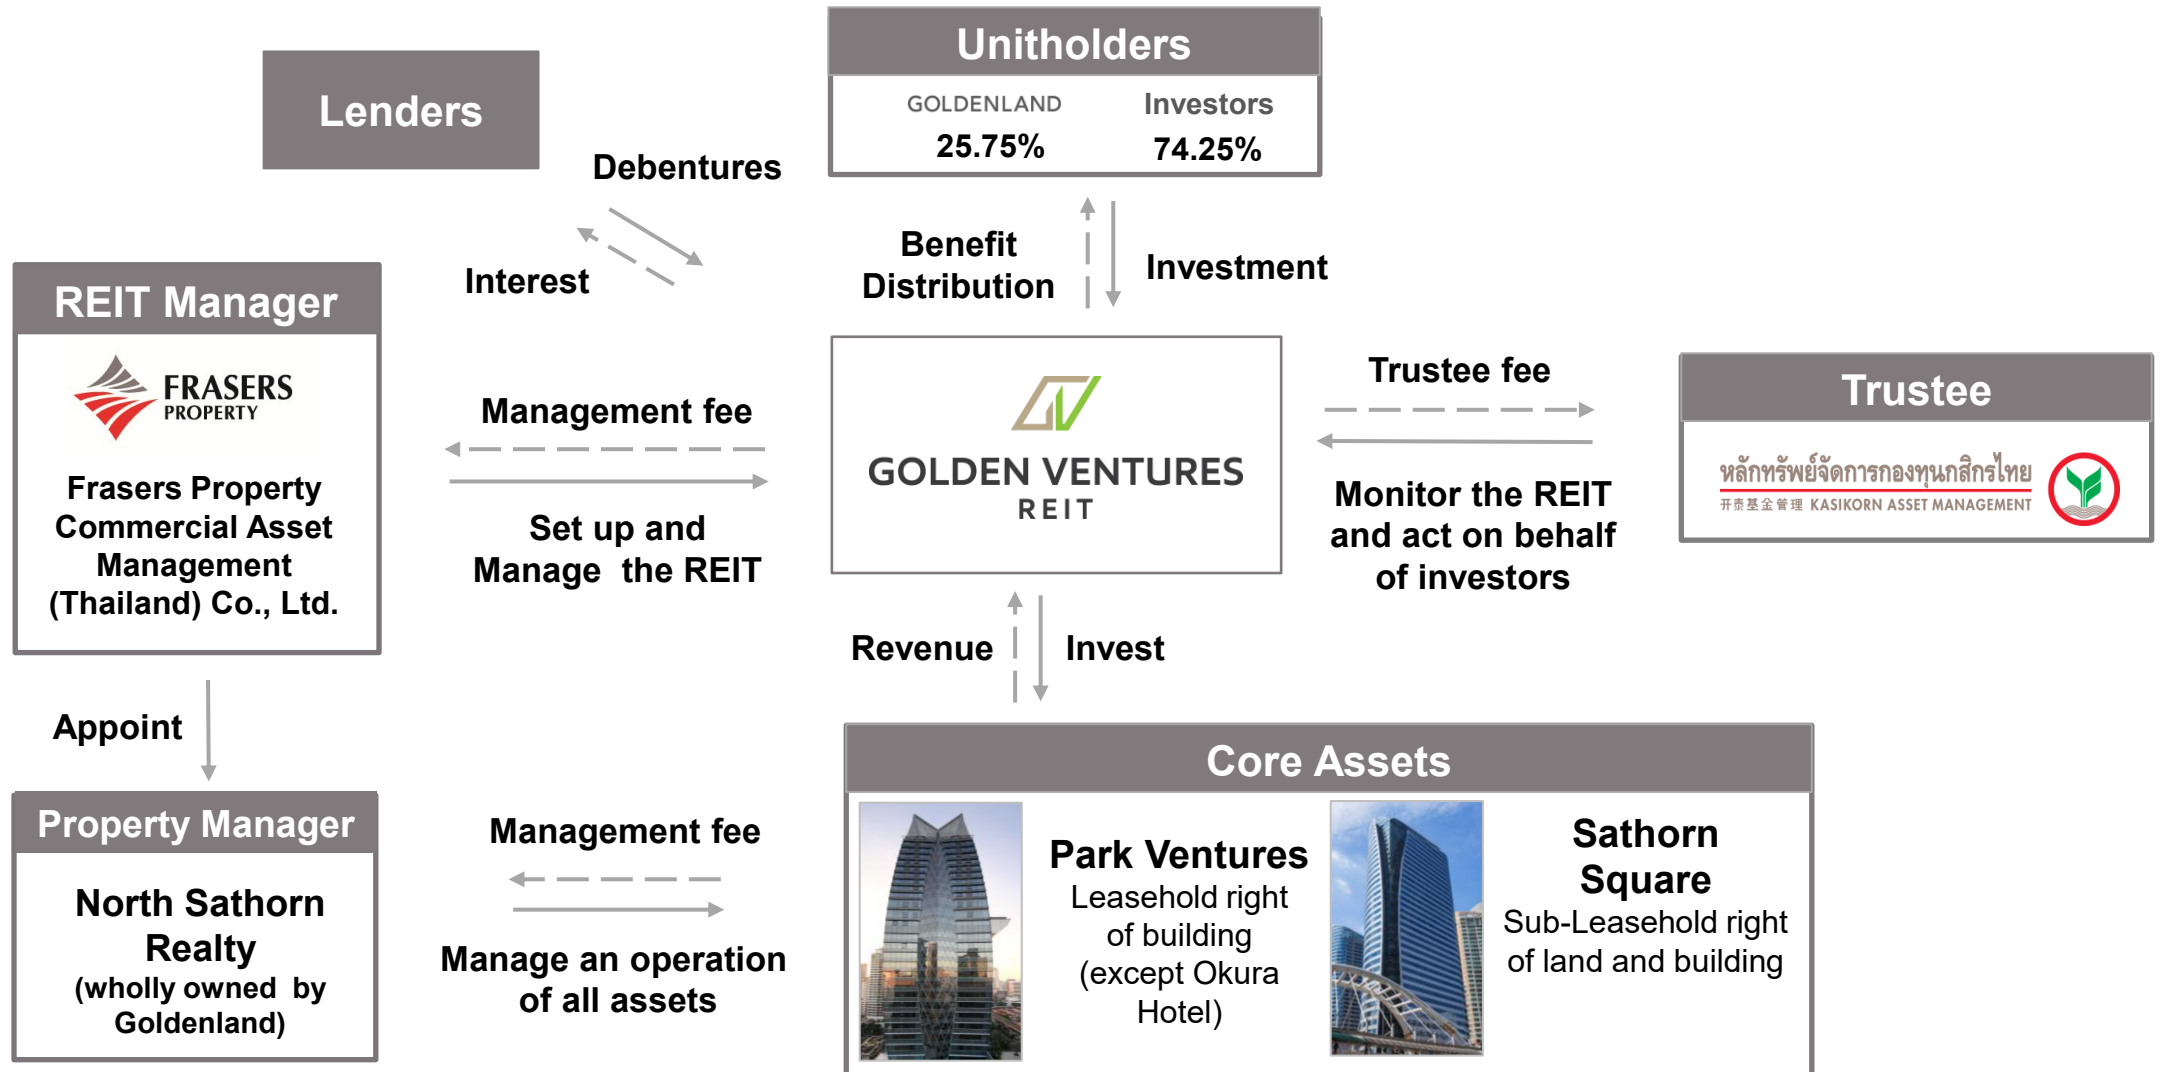 Unitholders
GOLDENLAND
Investors
25.75%
74.25%
Lenders
Debentures
Interest
Benefit
Distribution
Investment
REIT Manager
FRASERS
PROPERTY
Frasers Property
Commercial Asset
Management
(Thailand) Co., Ltd.
Management fee
Set up and
Manage the REIT
GOLDEN VENTURES
REIT
Trustee fee
Monitor the REIT
and act on behalf
of investors
Trustee
หลักทรัพย์จัดการกองทุนกสิกรไทย
开泰基金管理 KASIKORN ASSET MANAGEMENT
Revenue
Invest
Appoint
Property Manager
North Sathorn
Realty
(wholly owned by
Goldenland)
Management fee
Manage an operation
of all assets
Core Assets
Park Ventures
Leasehold right
of building
(except Okura
Hotel)
Sathorn
Square
Sub-Leasehold right
of land and building